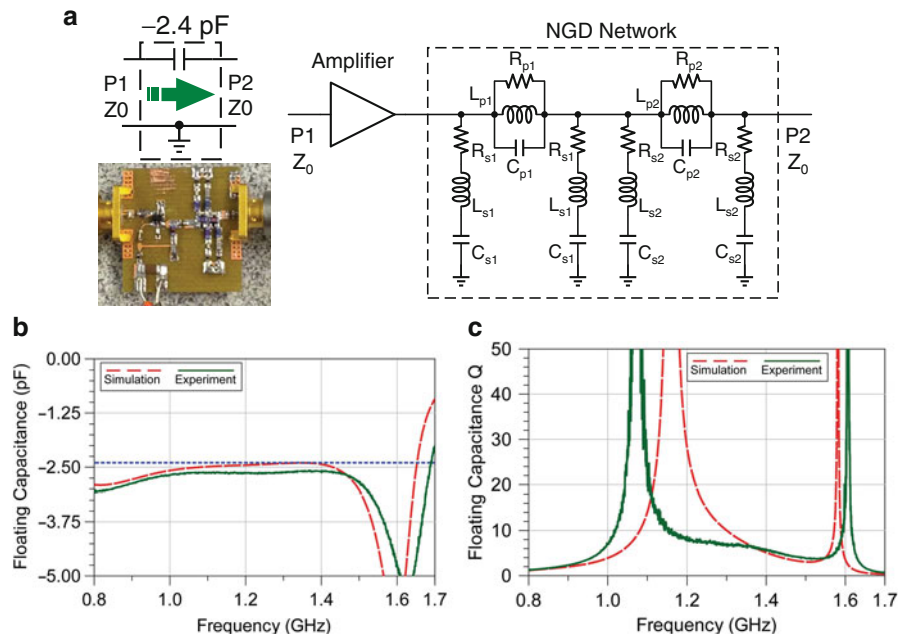 a
−2.4 pF
P1
Z0
P2
Z0
Amplifier
P1
Z₀
NGD Network
Rp1
Lp1
Cp1
Rp2
Lp2
Cp2
Rs1
Ls1
Cs1
Rs1
Ls1
Cs1
Rs2
Ls2
Cs2
Rs2
Ls2
Cs2
P2
Z₀
b
Floating Capacitance (pF)
0.00
−1.25
−2.50
−3.75
−5.00
Simulation
Experiment
0.8 1.0 1.2 1.4 1.6 1.7
Frequency (GHz)
c
Floating Capacitance Q
50
40
30
20
10
0
Simulation
Experiment
0.8 1.0 1.2 1.4 1.6 1.7
Frequency (GHz)